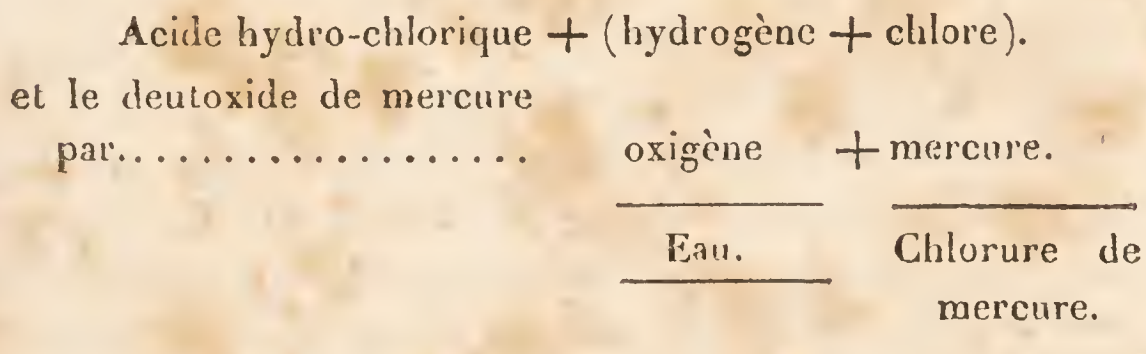 Acide hydro-chlorique + (hydrogène + chlore).
et le deutoxide de mercure
par.................... oxigène + mercure.
Eau. Chlorure de
mercure.